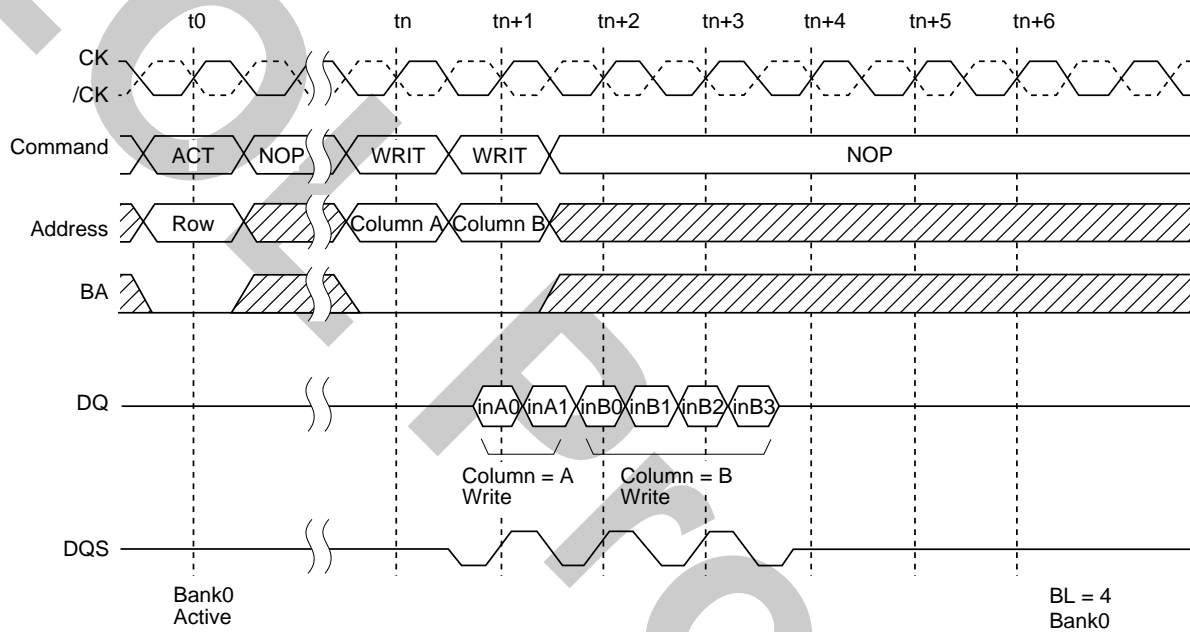 t0 tn tn+1 tn+2 tn+3 tn+4 tn+5 tn+6
CK
/CK
Command ACT NOP WRIT WRIT NOP
Address Row Column A Column B
BA
DQ inA0 inA1 inB0 inB1 inB2 inB3
Column = A Column = B
Write Write
DQS
Bank0 BL = 4
Active Bank0